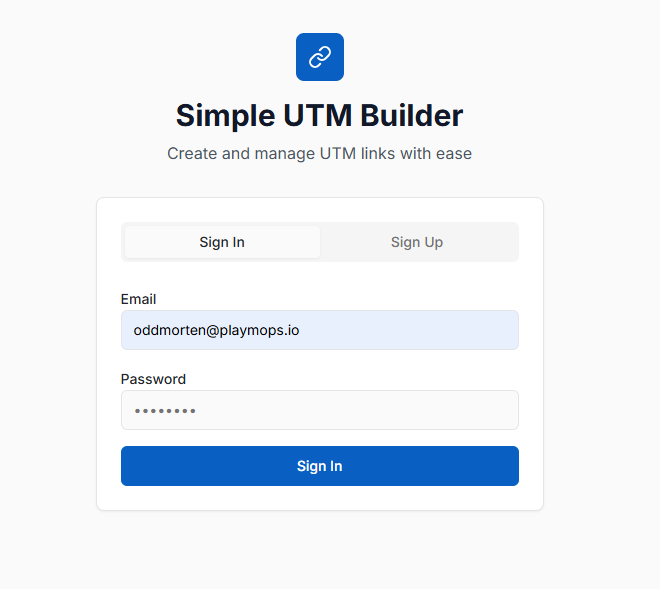 Simple UTM Builder
Create and manage UTM links with ease
Sign In
Sign Up
Email
oddmorten@playmops.io
Password
••••••••
Sign In